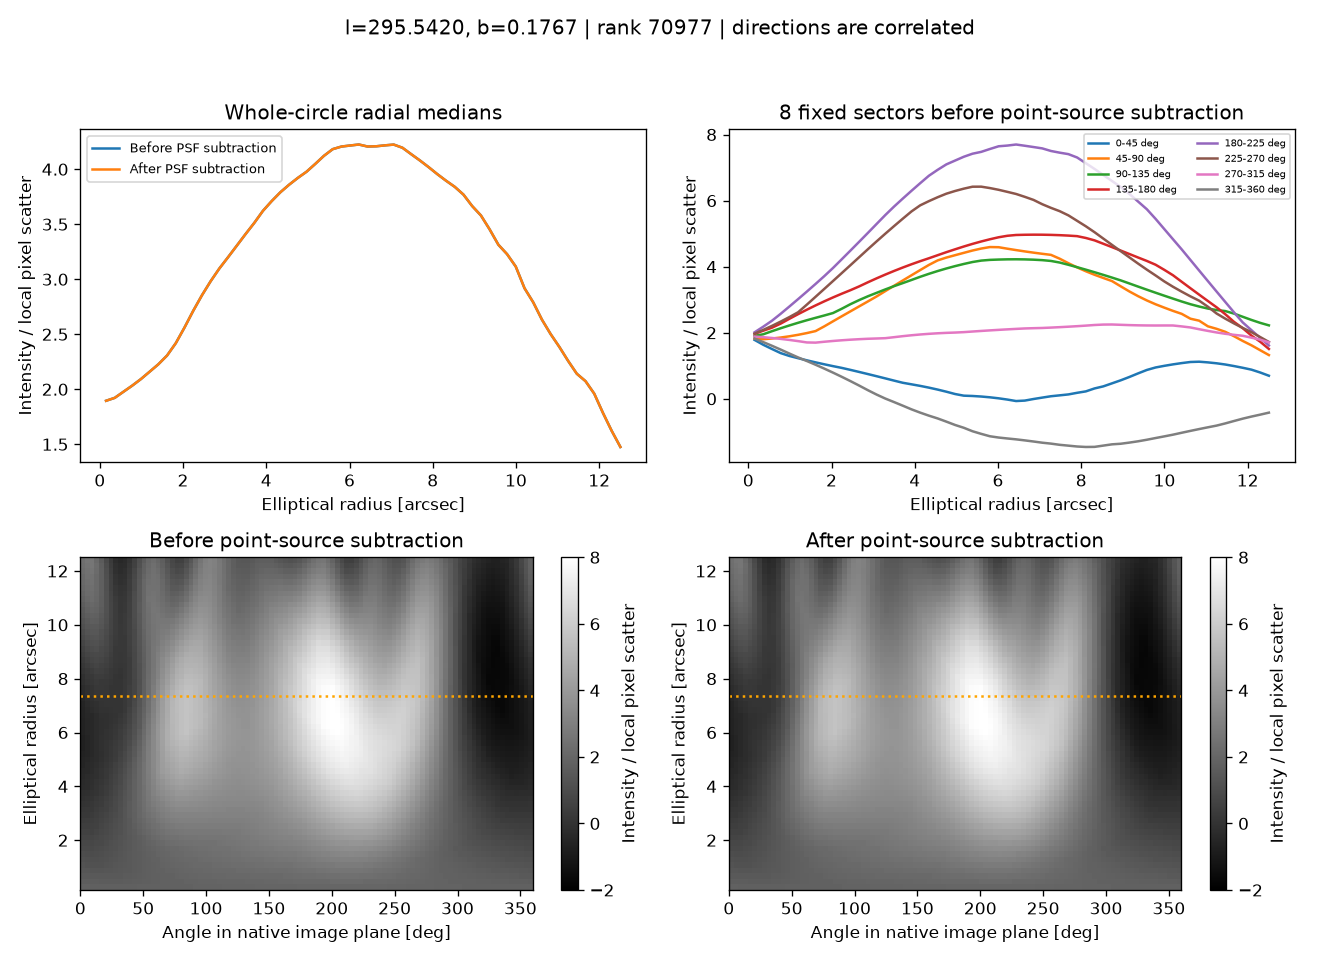 l=295.5420, b=0.1767 | rank 70977 | directions are correlated
Whole-circle radial medians
Before PSF subtraction
After PSF subtraction
Intensity / local pixel scatter
4.0
3.5
3.0
2.5
2.0
1.5
0 2 4 6 8 10 12
Elliptical radius [arcsec]
8 fixed sectors before point-source subtraction
0-45 deg
45-90 deg
90-135 deg
135-180 deg
180-225 deg
225-270 deg
270-315 deg
315-360 deg
Intensity / local pixel scatter
8
6
4
2
0
0 2 4 6 8 10 12
Elliptical radius [arcsec]
Before point-source subtraction
Elliptical radius [arcsec]
12
10
8
6
4
2
0 50 100 150 200 250 300 350
Angle in native image plane [deg]
8
6
4
2
0
−2
Intensity / local pixel scatter
After point-source subtraction
Elliptical radius [arcsec]
12
10
8
6
4
2
0 50 100 150 200 250 300 350
Angle in native image plane [deg]
8
6
4
2
0
−2
Intensity / local pixel scatter